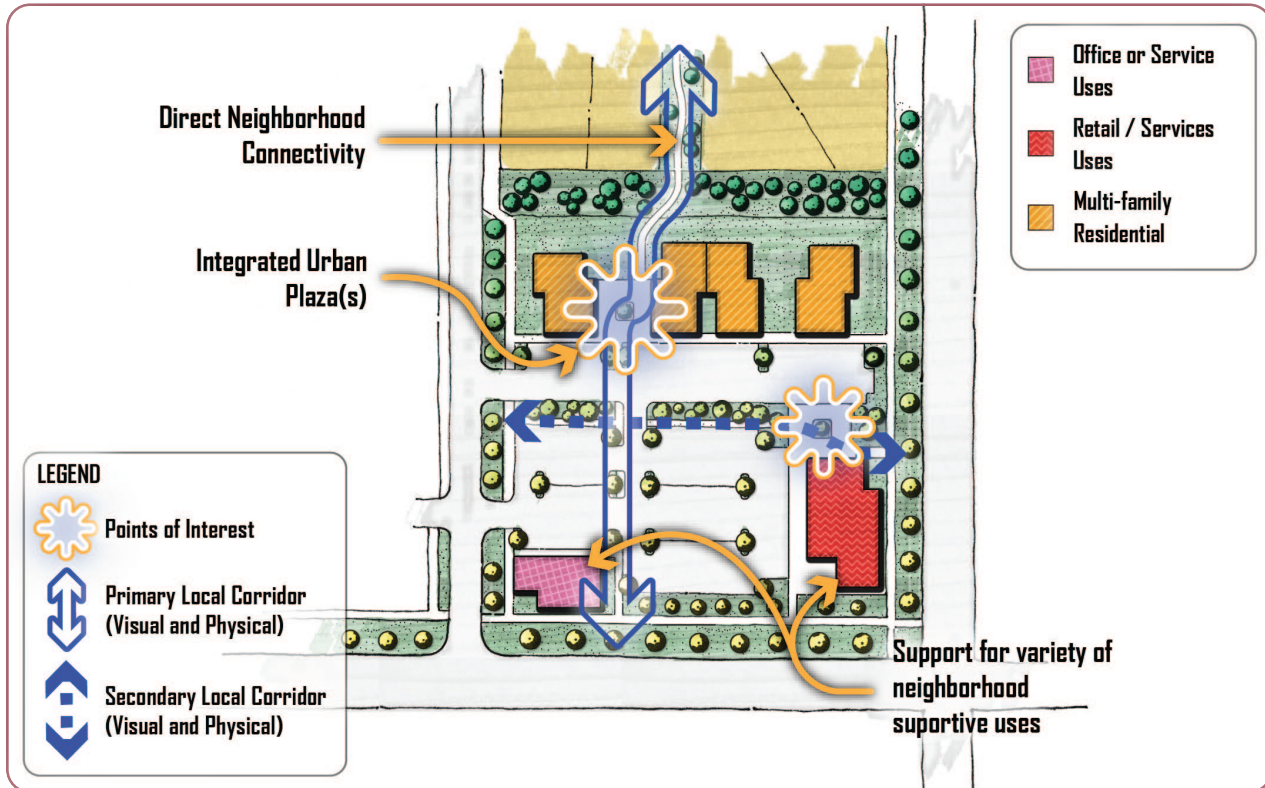 Direct Neighborhood
Connectivity
Integrated Urban
Plaza(s)
Office or Service
Uses
Retail / Services
Uses
Multi-family
Residential
LEGEND
Points of Interest
Primary Local Corridor
(Visual and Physical)
Secondary Local Corridor
(Visual and Physical)
Support for variety of
neighborhood
suportive uses